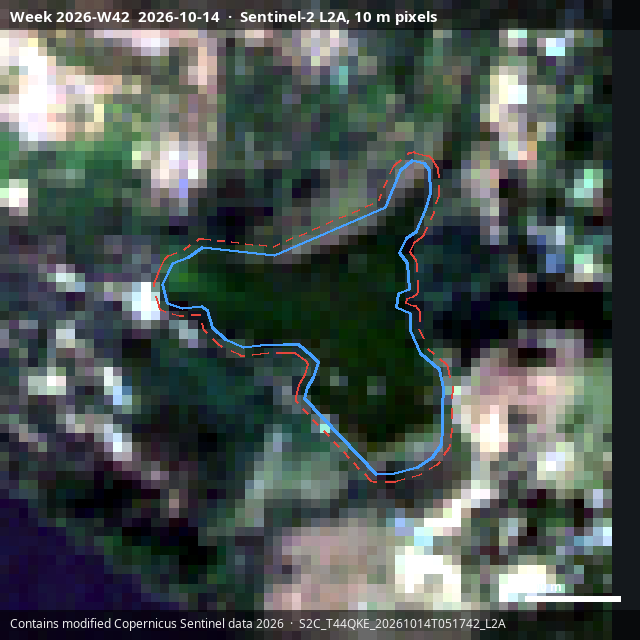 Week 2026-W42 2026-10-14 · Sentinel-2 L2A, 10 m pixels
Contains modified Copernicus Sentinel data 2026 · S2C_T44QKE_20261014T051742_L2A